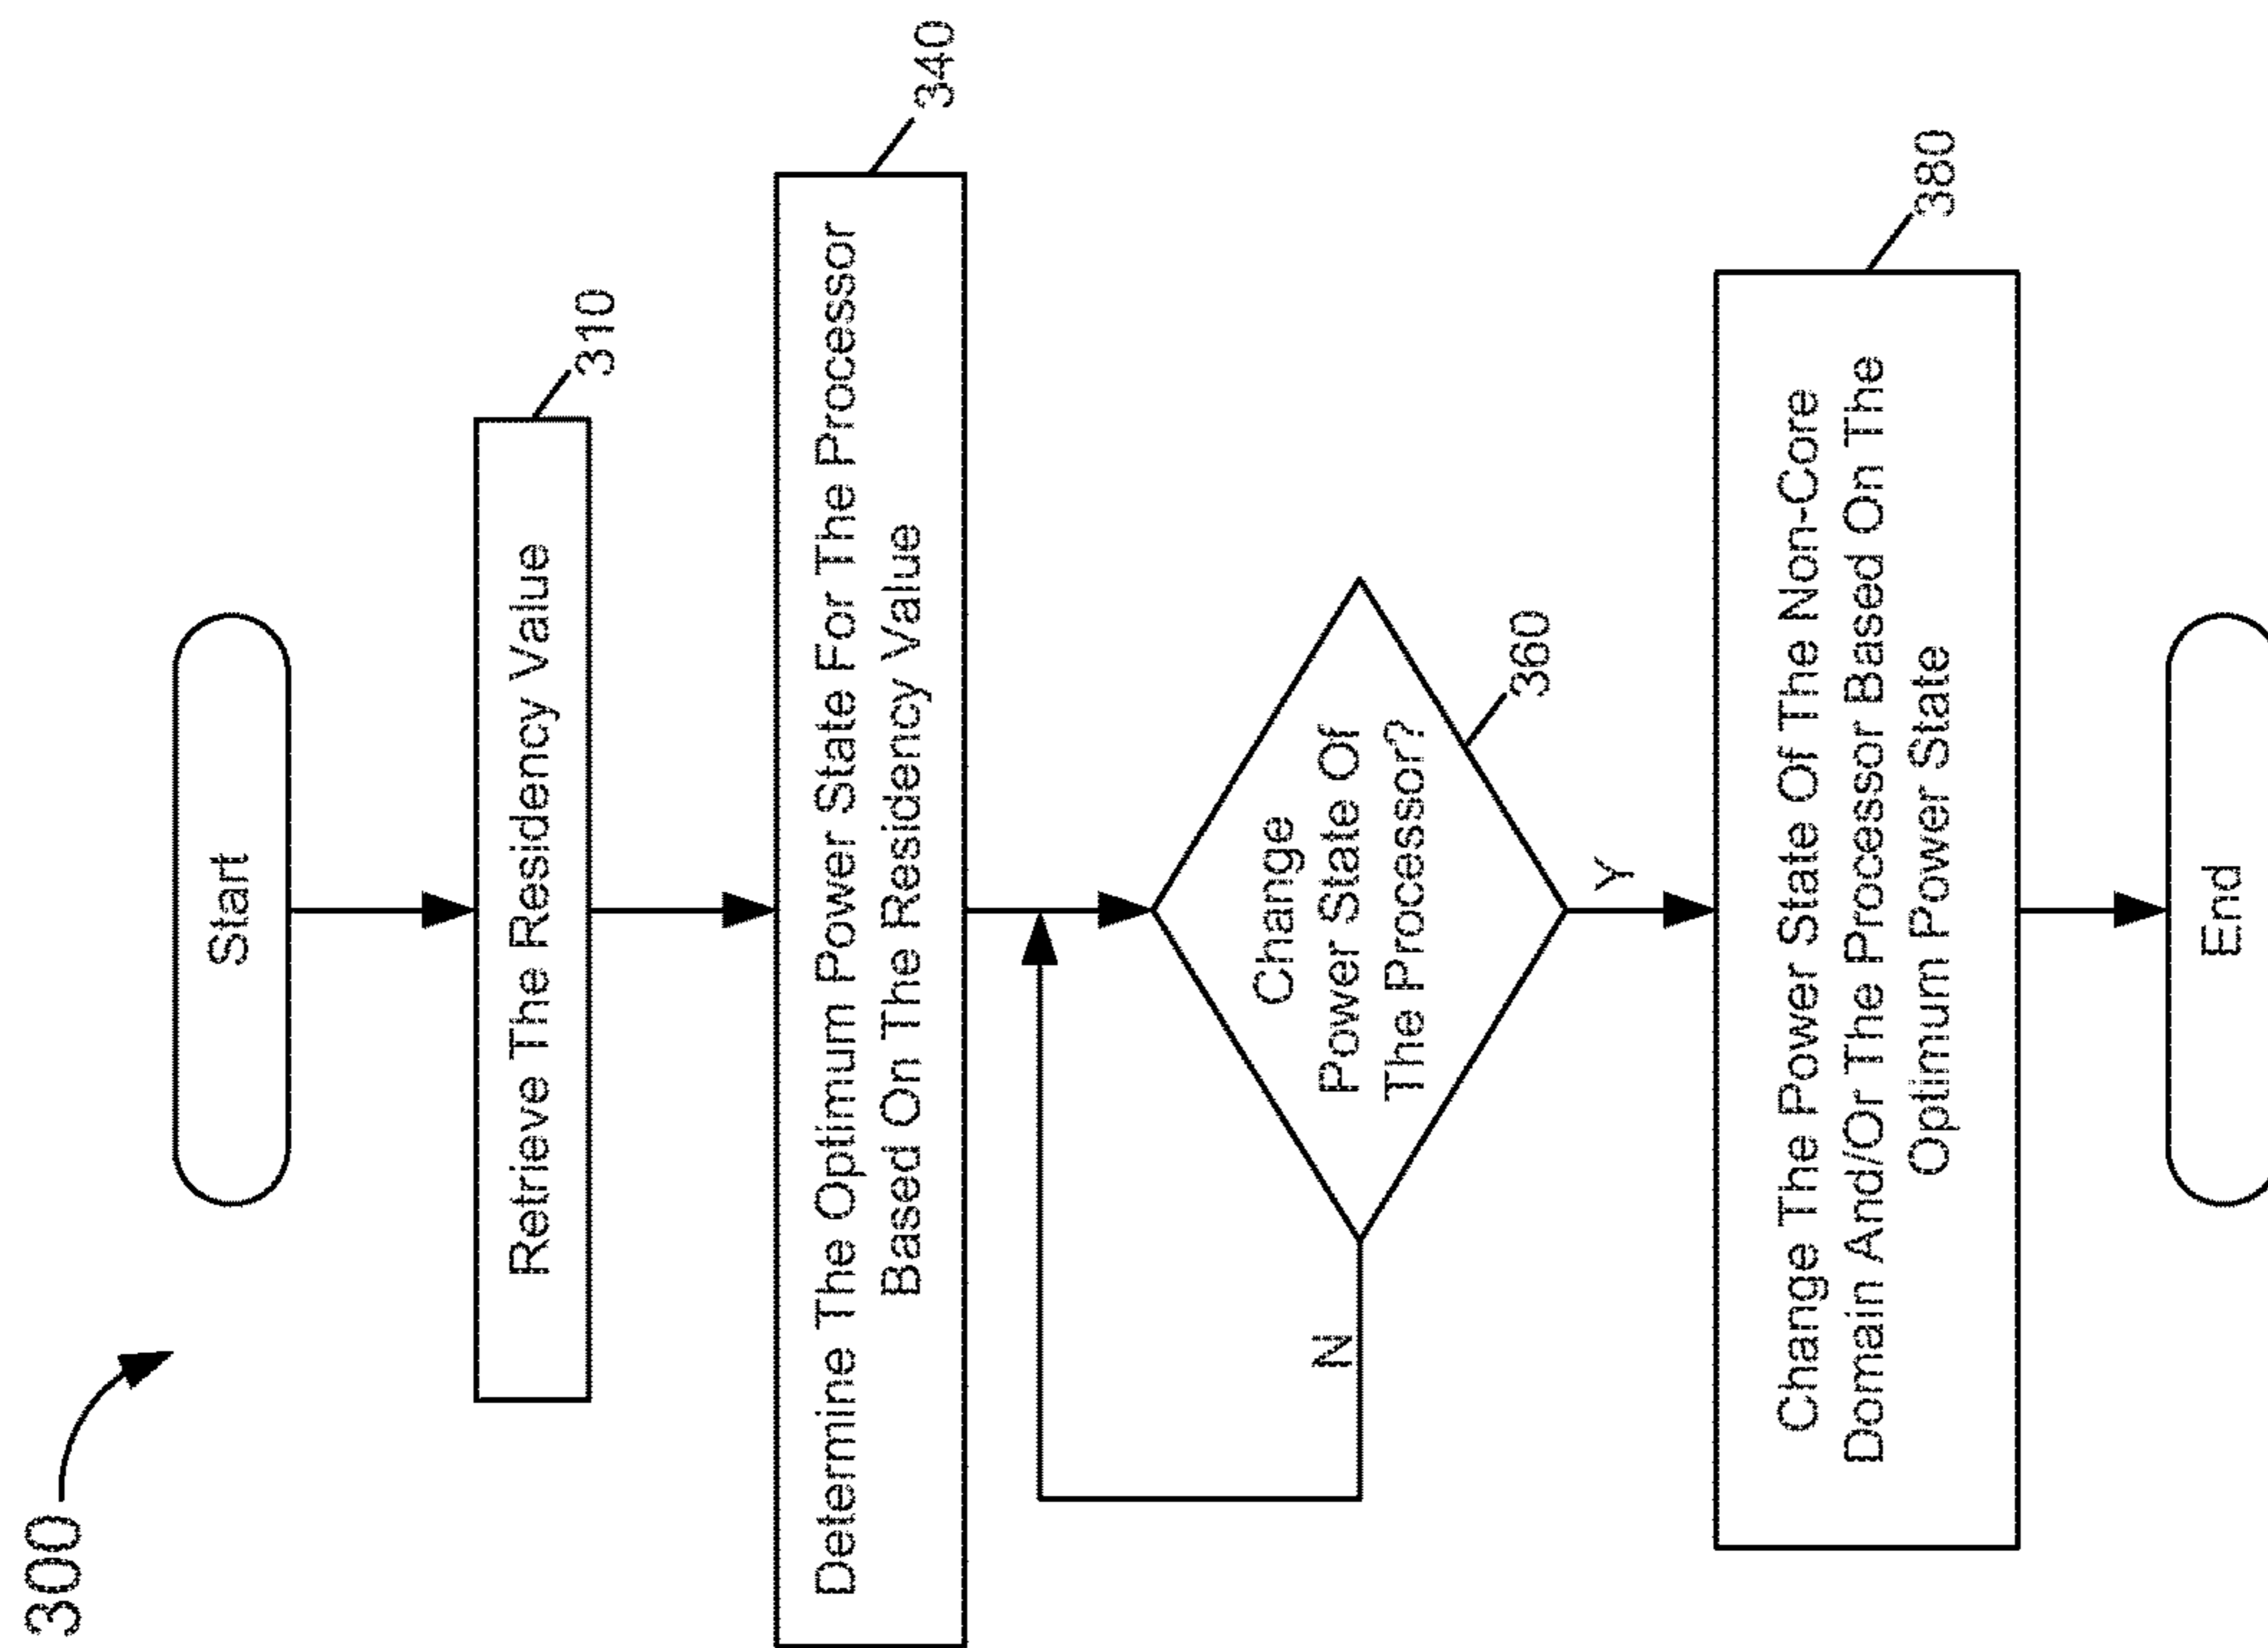 300
Start
Retrieve The Residency Value
310
Determine The Optimum Power State For The Processor
Based On The Residency Value
340
Change
Power State Of
The Processor?
360
N
Y
Change The Power State Of The Non-Core
Domain And/Or The Processor Based On The
Optimum Power State
380
End